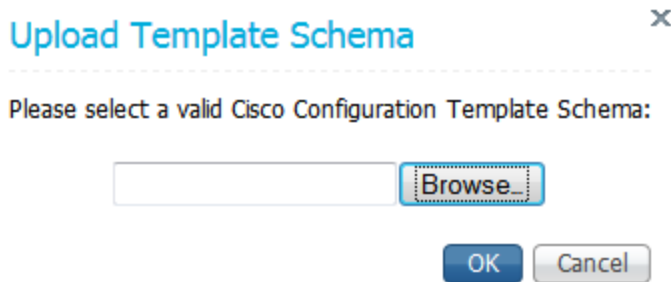 Upload Template Schema
Please select a valid Cisco Configuration Template Schema:
Browse...
OK Cancel